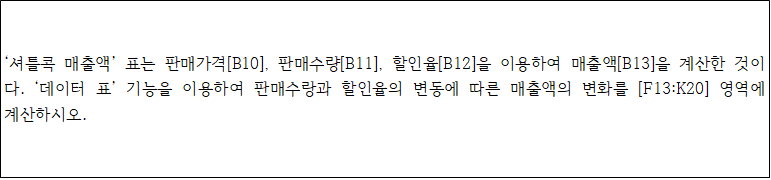 ‘셔틀콕 매출액’ 표는 판매가격[B10], 판매수량[B11], 할인율[B12]을 이용하여 매출액[B13]을 계산한 것이
다. ‘데이터 표’ 기능을 이용하여 판매수량과 할인율의 변동에 따른 매출액의 변화를 [F13:K20] 영역에
계산하시오.